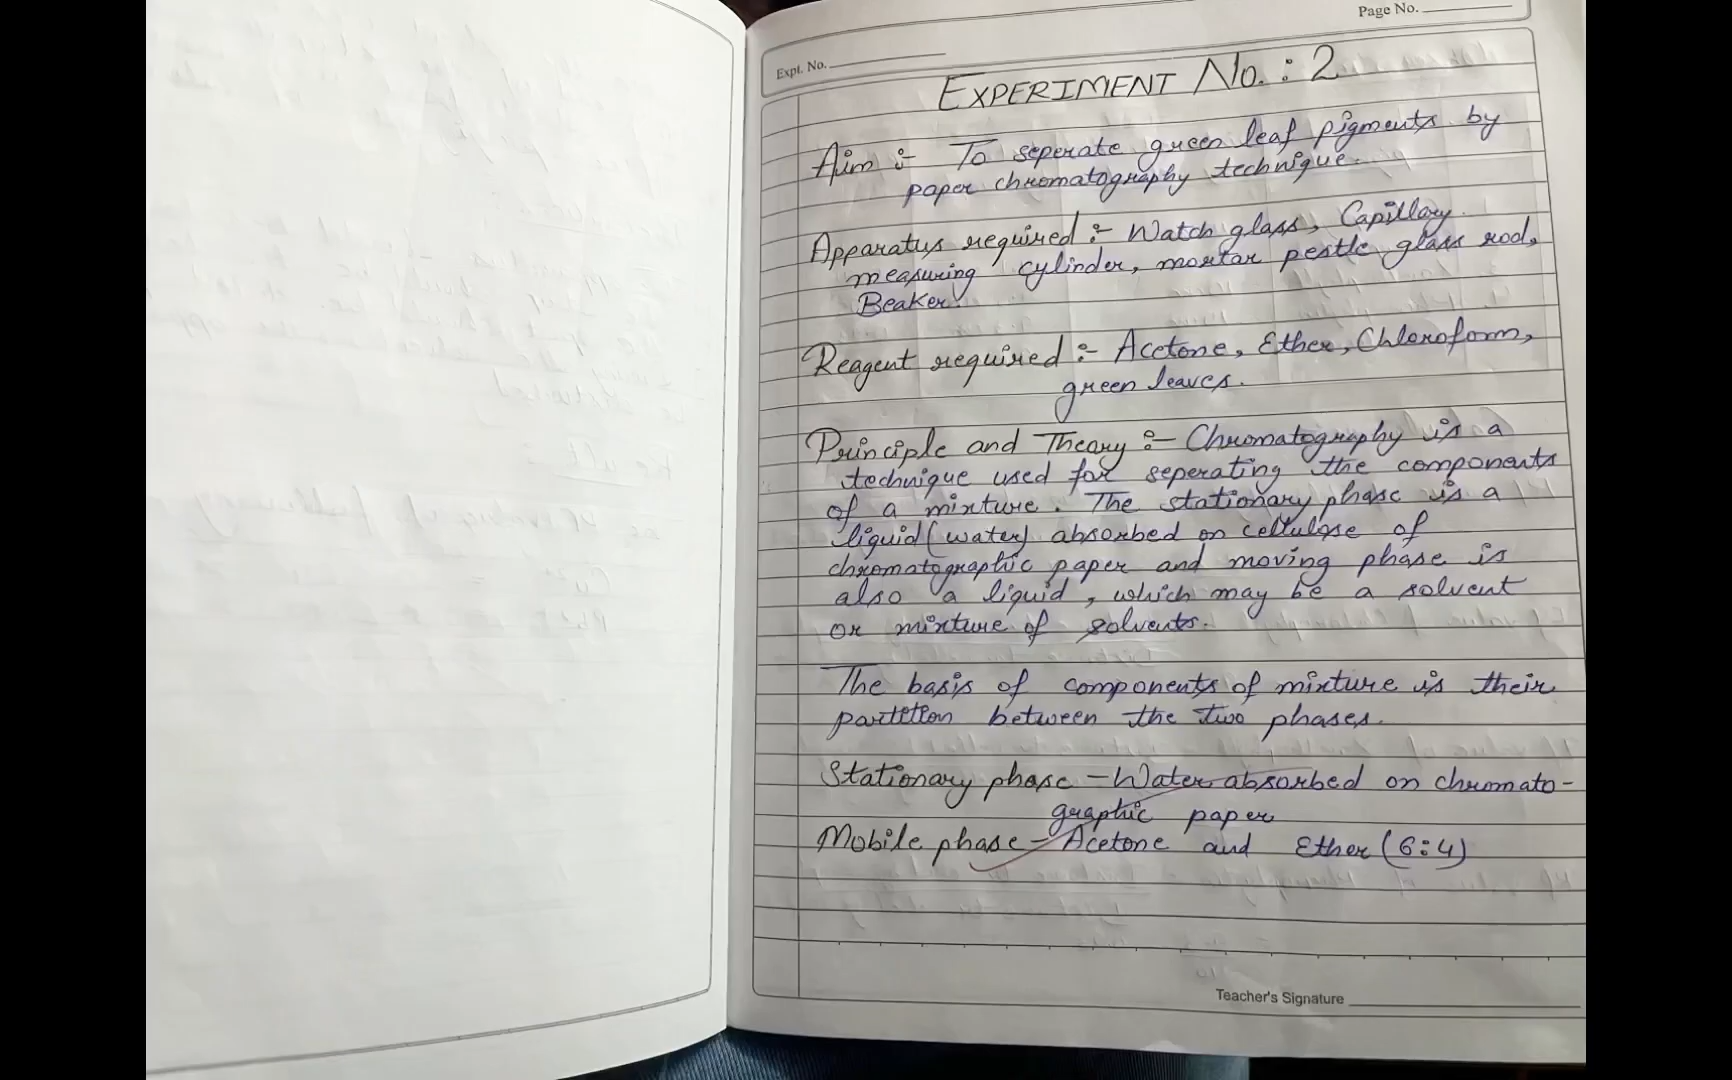 Page No.
Expt. No.
EXPERIMENT No. : 2
Aim :- To seperate green leaf pigments by
paper chromatography technique.
Apparatus required :- Watch glass, Capillary
measuring cylinder, mortar pestle glass rod,
Beaker.
Reagent required :- Acetone, Ether, Chloroform,
green leaves.
Principle and Theory :- Chromatography is a
technique used for seperating the components
of a mixture. The stationary phase is a
liquid (water) absorbed on cellulose of
chromatographic paper and moving phase is
also a liquid, which may be a solvent
or mixture of solvents.
The basis of components of mixture is their
partition between the two phases.
Stationary phase - Water absorbed on chromato-
graphic paper
Mobile phase - Acetone and Ether (6:4)
Teacher's Signature